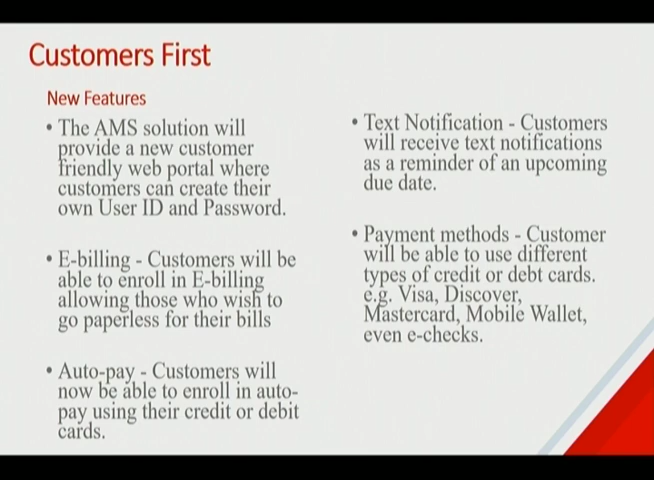 Customers First
New Features
• The AMS solution will
provide a new customer
friendly web portal where
customers can create their
own User ID and Password.
• E-billing - Customers will be
able to enroll in E-billing
allowing those who wish to
go paperless for their bills
• Auto-pay - Customers will
now be able to enroll in auto-
pay using their credit or debit
cards.
• Text Notification - Customers
will receive text notifications
as a reminder of an upcoming
due date.
• Payment methods - Customer
will be able to use different
types of credit or debt cards.
e.g. Visa, Discover,
Mastercard, Mobile Wallet,
even e-checks.